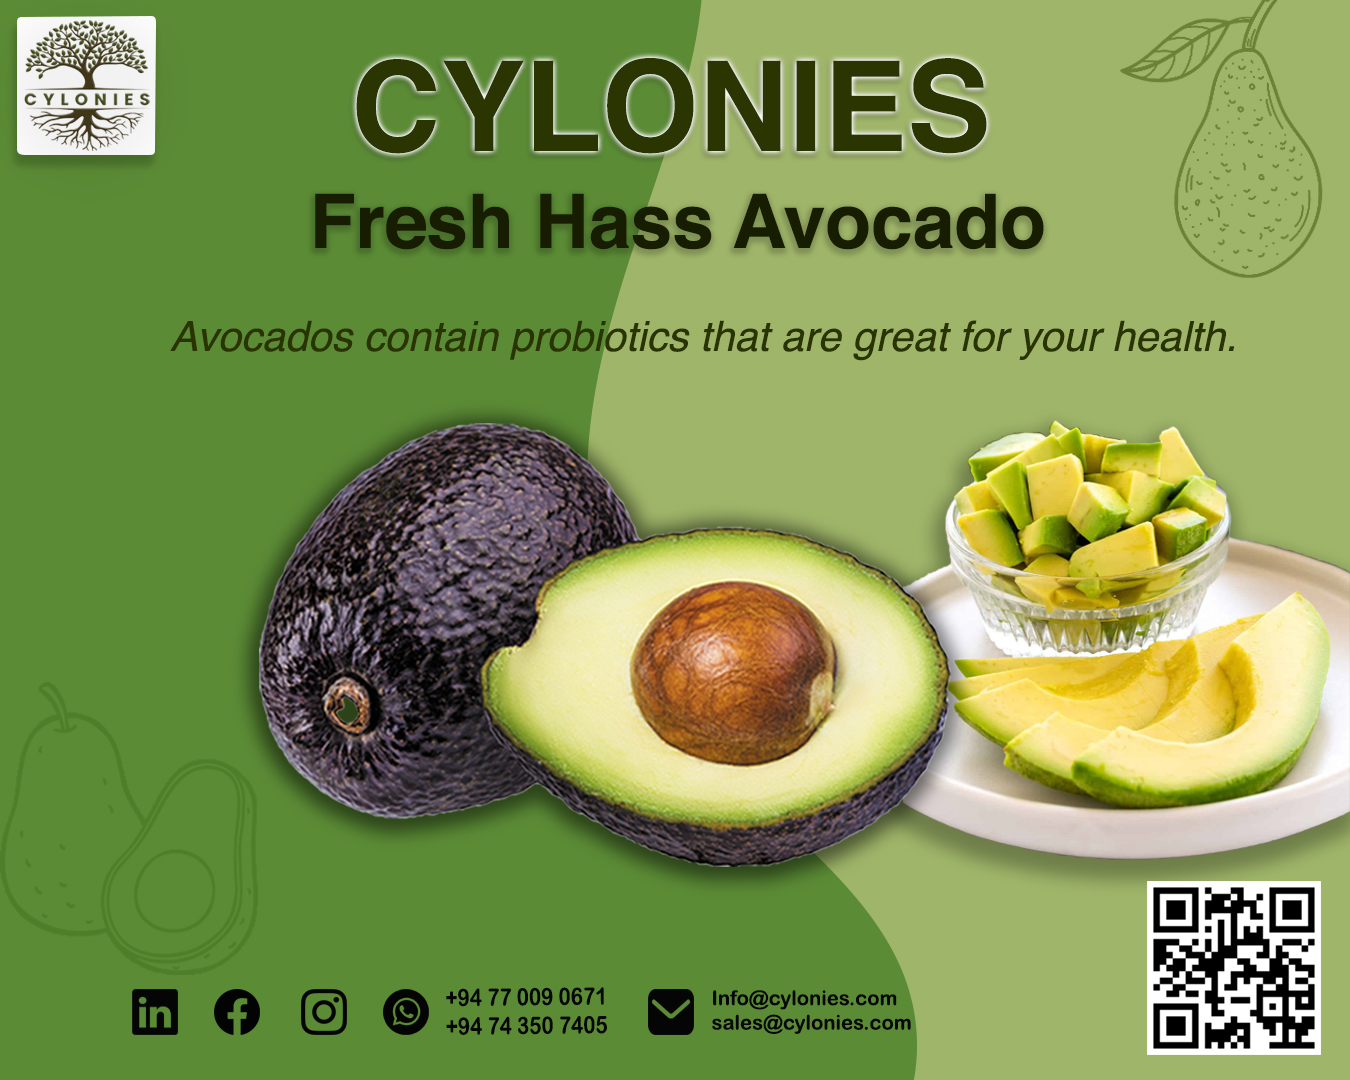 CYLONIES
CYLONIES
Fresh Hass Avocado
Avocados contain probiotics that are great for your health.
in
+94 77 009 0671
+94 74 350 7405
Info@cylonies.com
sales@cylonies.com